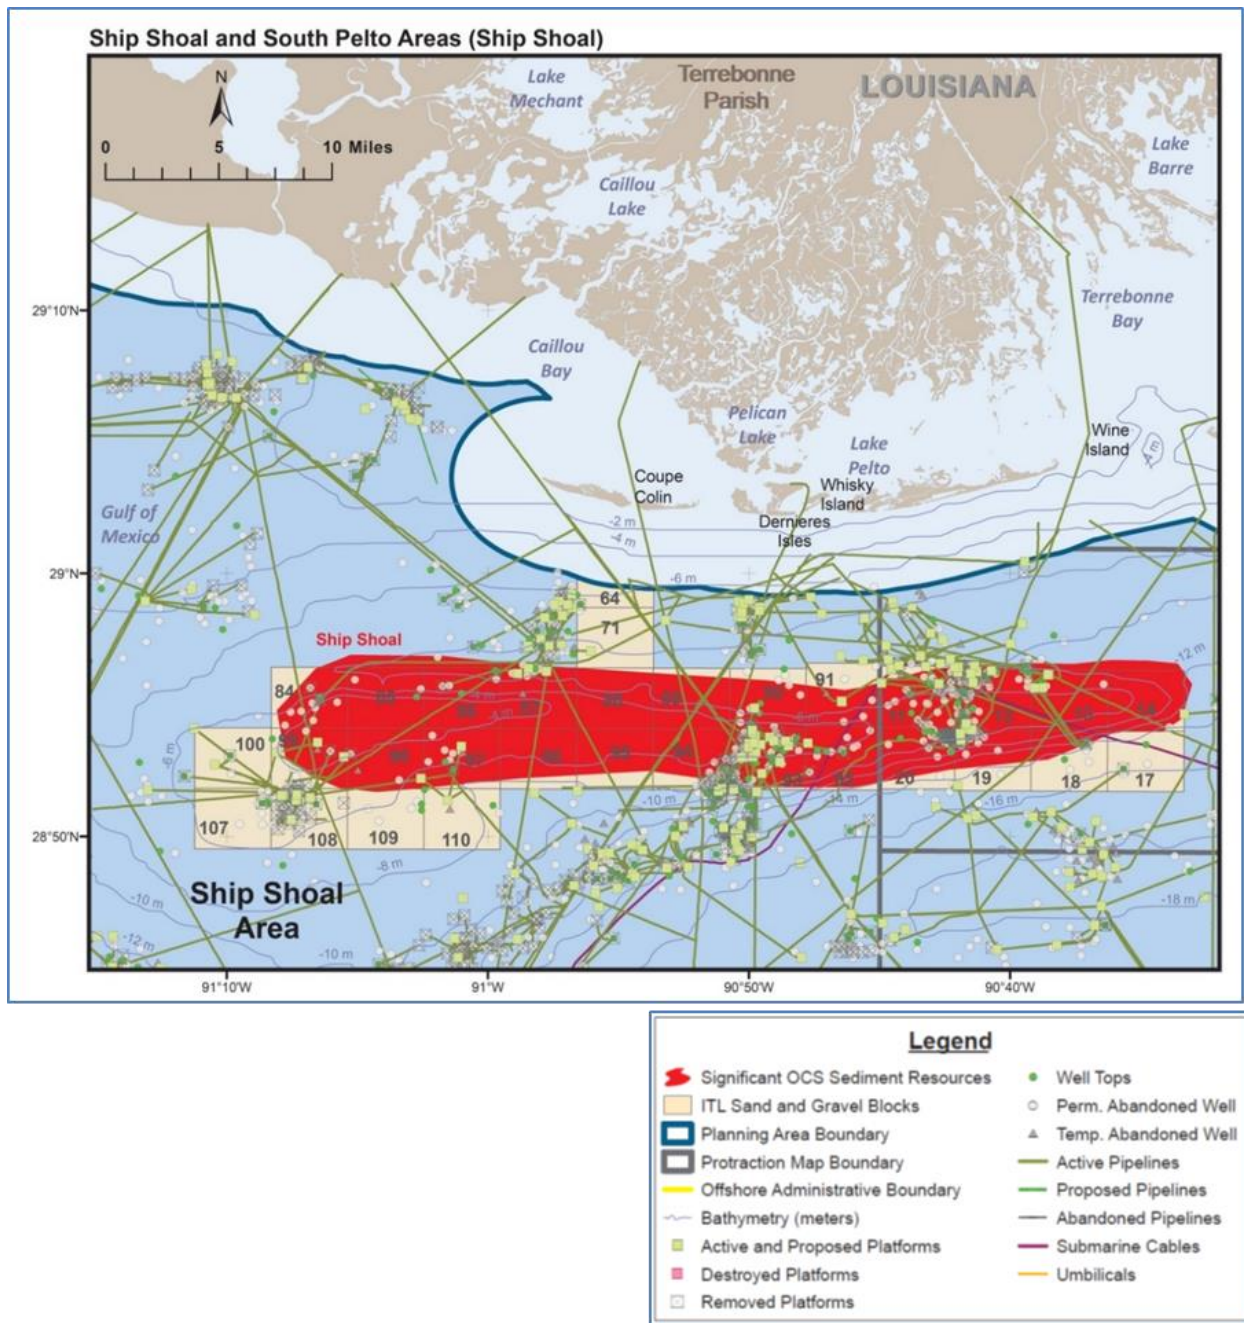 Ship Shoal and South Pelto Areas (Ship Shoal)
N
0 5 10 Miles
Lake
Mechant
Terrebonne
Parish
LOUISIANA
Lake
Barre
Caillou
Lake
29°10'N
Terrebonne
Bay
Caillou
Bay
Pelican
Lake
Lake
Pelto
Wine
Island
-4 m
Coupe
Colin
Whisky
Island
Gulf of
Mexico
-2 m
-4 m
Dernieres
Isles
29°N
-6 m
64
71
Ship Shoal
-12 m
84
91
100
-6 m
20
19
18
17
-10 m
-14 m
-16 m
107
108
109
110
28°50'N
-8 m
Ship Shoal
Area
-10 m
-18 m
-12 m
-10 m
91°10'W
91°W
90°50'W
90°40'W
Legend
Significant OCS Sediment Resources
ITL Sand and Gravel Blocks
Planning Area Boundary
Protraction Map Boundary
Offshore Administrative Boundary
Bathymetry (meters)
Active and Proposed Platforms
Destroyed Platforms
Removed Platforms
Well Tops
Perm. Abandoned Well
Temp. Abandoned Well
Active Pipelines
Proposed Pipelines
Abandoned Pipelines
Submarine Cables
Umbilicals